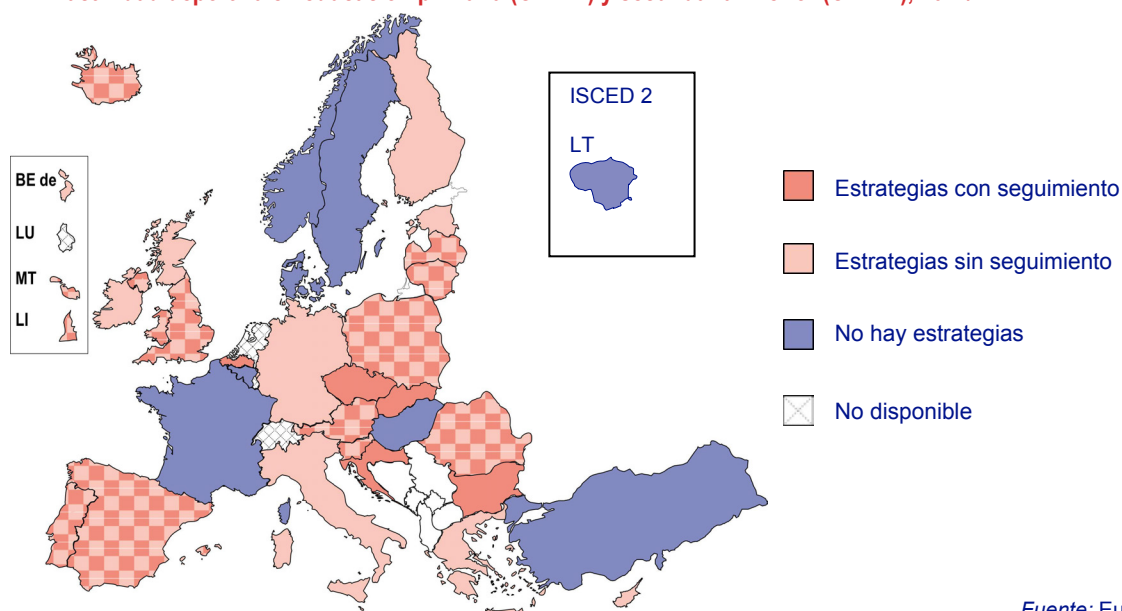 (
) y
(
),
ISCED 2
LT
BE de
LU
MT
LI
Estrategias con seguimiento
Estrategias sin seguimiento
No hay estrategias
No disponible
Fuente: Eu